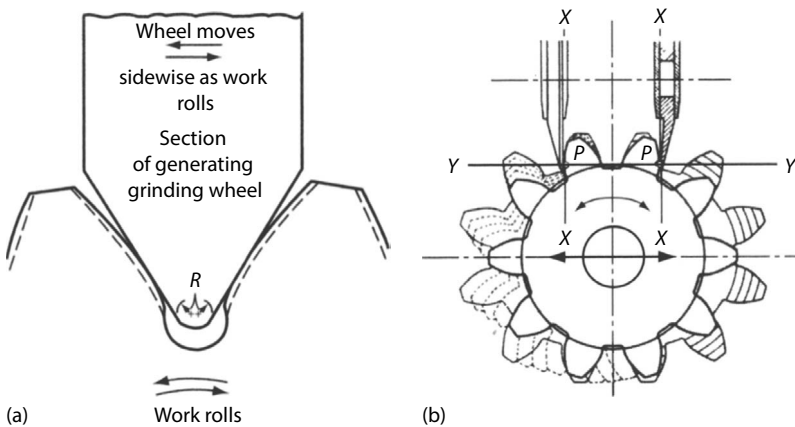 Wheel moves
sidewise as work
rolls
Section
of generating
grinding wheel
R
(a)
Work rolls
X
X
P
P
Y
Y
X
X
(b)